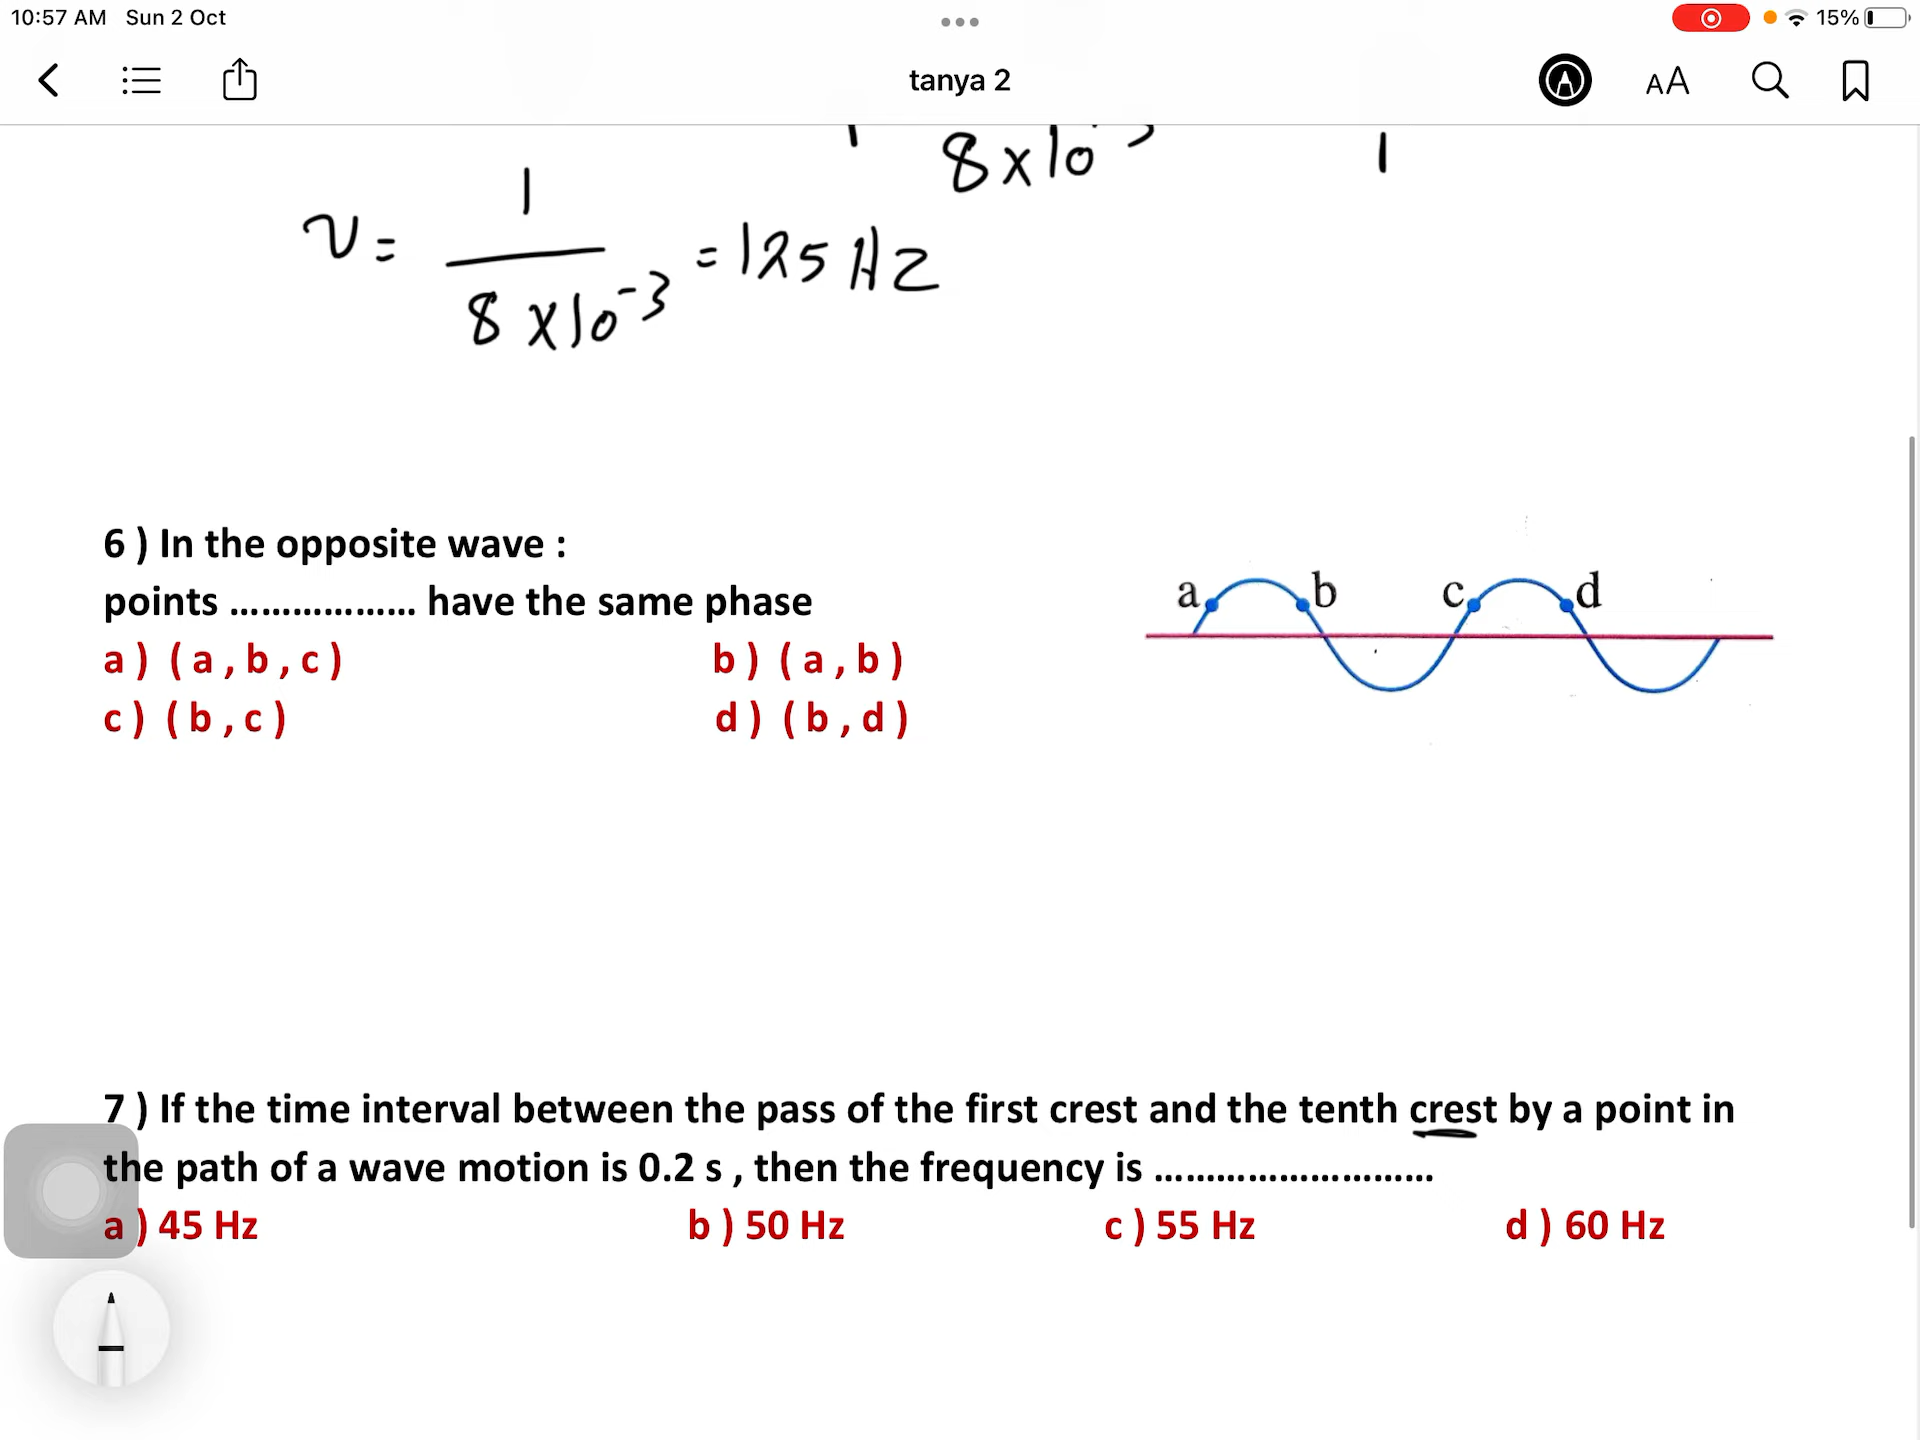 10:57 AM Sun 2 Oct
15%
tanya 2
AA
8x10 1
1
ν = ─── = 125 Hz
8 x10⁻³
6 ) In the opposite wave :
points .................. have the same phase
a ) ( a , b , c ) b ) ( a , b )
c ) ( b , c ) d ) ( b , d )
a b c d
7 ) If the time interval between the pass of the first crest and the tenth crest by a point in
the path of a wave motion is 0.2 s , then the frequency is ...........................
a ) 45 Hz b ) 50 Hz c ) 55 Hz d ) 60 Hz